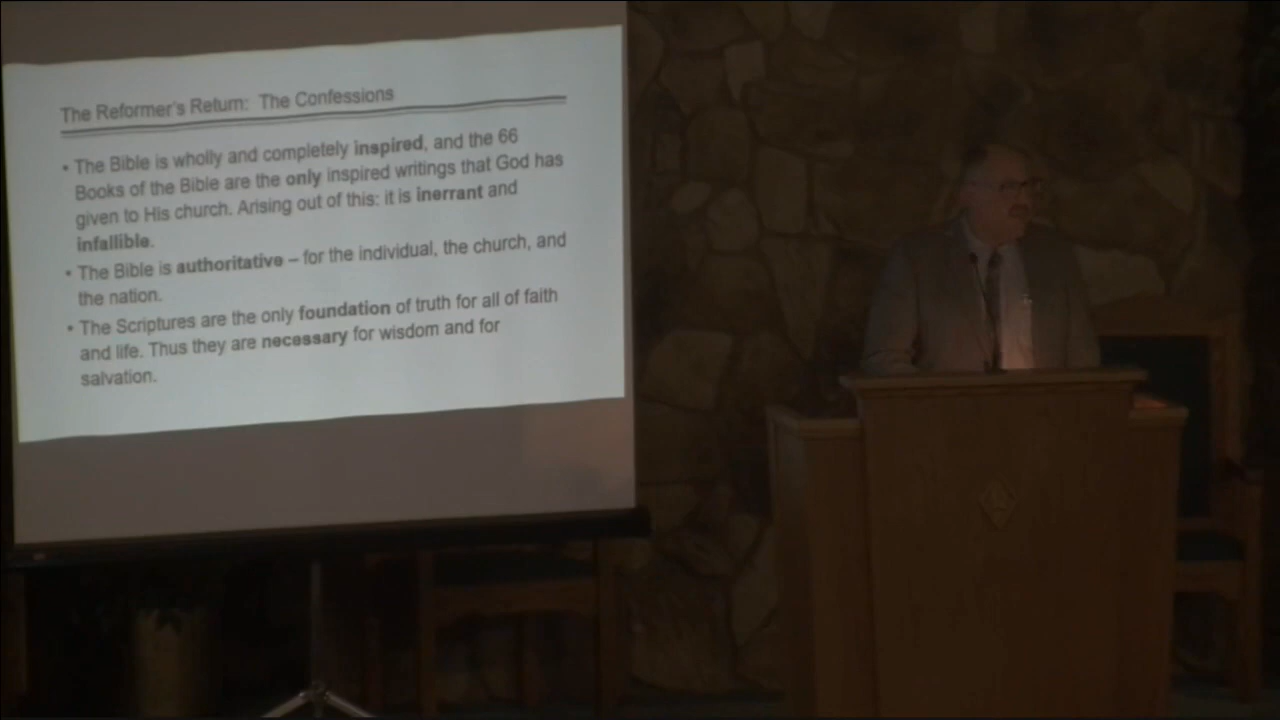 The Reformer's Return: The Confessions
• The Bible is wholly and completely inspired, and the 66
Books of the Bible are the only inspired writings that God has
given to His church. Arising out of this: it is inerrant and
infallible.
• The Bible is authoritative – for the individual, the church, and
the nation.
• The Scriptures are the only foundation of truth for all of faith
and life. Thus they are necessary for wisdom and for
salvation.